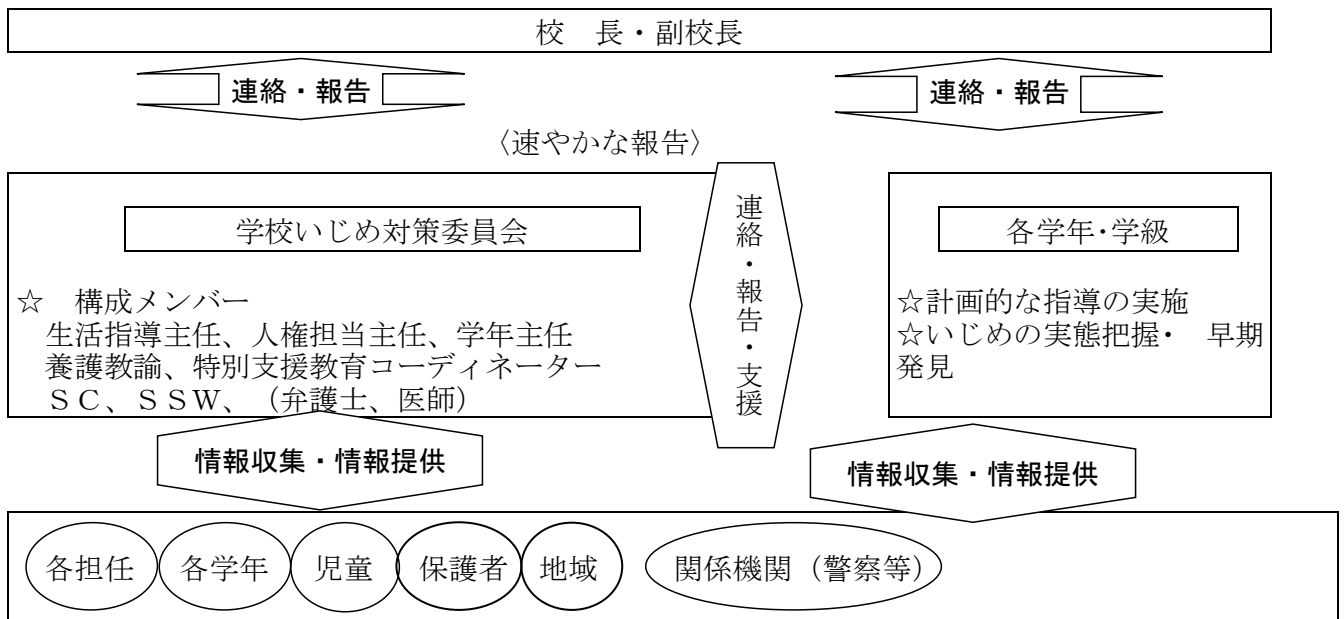 校　長・副校長
連絡・報告
連絡・報告
〈速やかな報告〉
学校いじめ対策委員会
☆　構成メンバー
生活指導主任、人権担当主任、学年主任
養護教諭、特別支援教育コーディネーター
ＳＣ、ＳＳＷ、（弁護士、医師）
連絡・報告・支援
各学年･学級
☆計画的な指導の実施
☆いじめの実態把握･　早期
発見
情報収集・情報提供
情報収集・情報提供
各担任
各学年
児童
保護者
地域
関係機関（警察等）